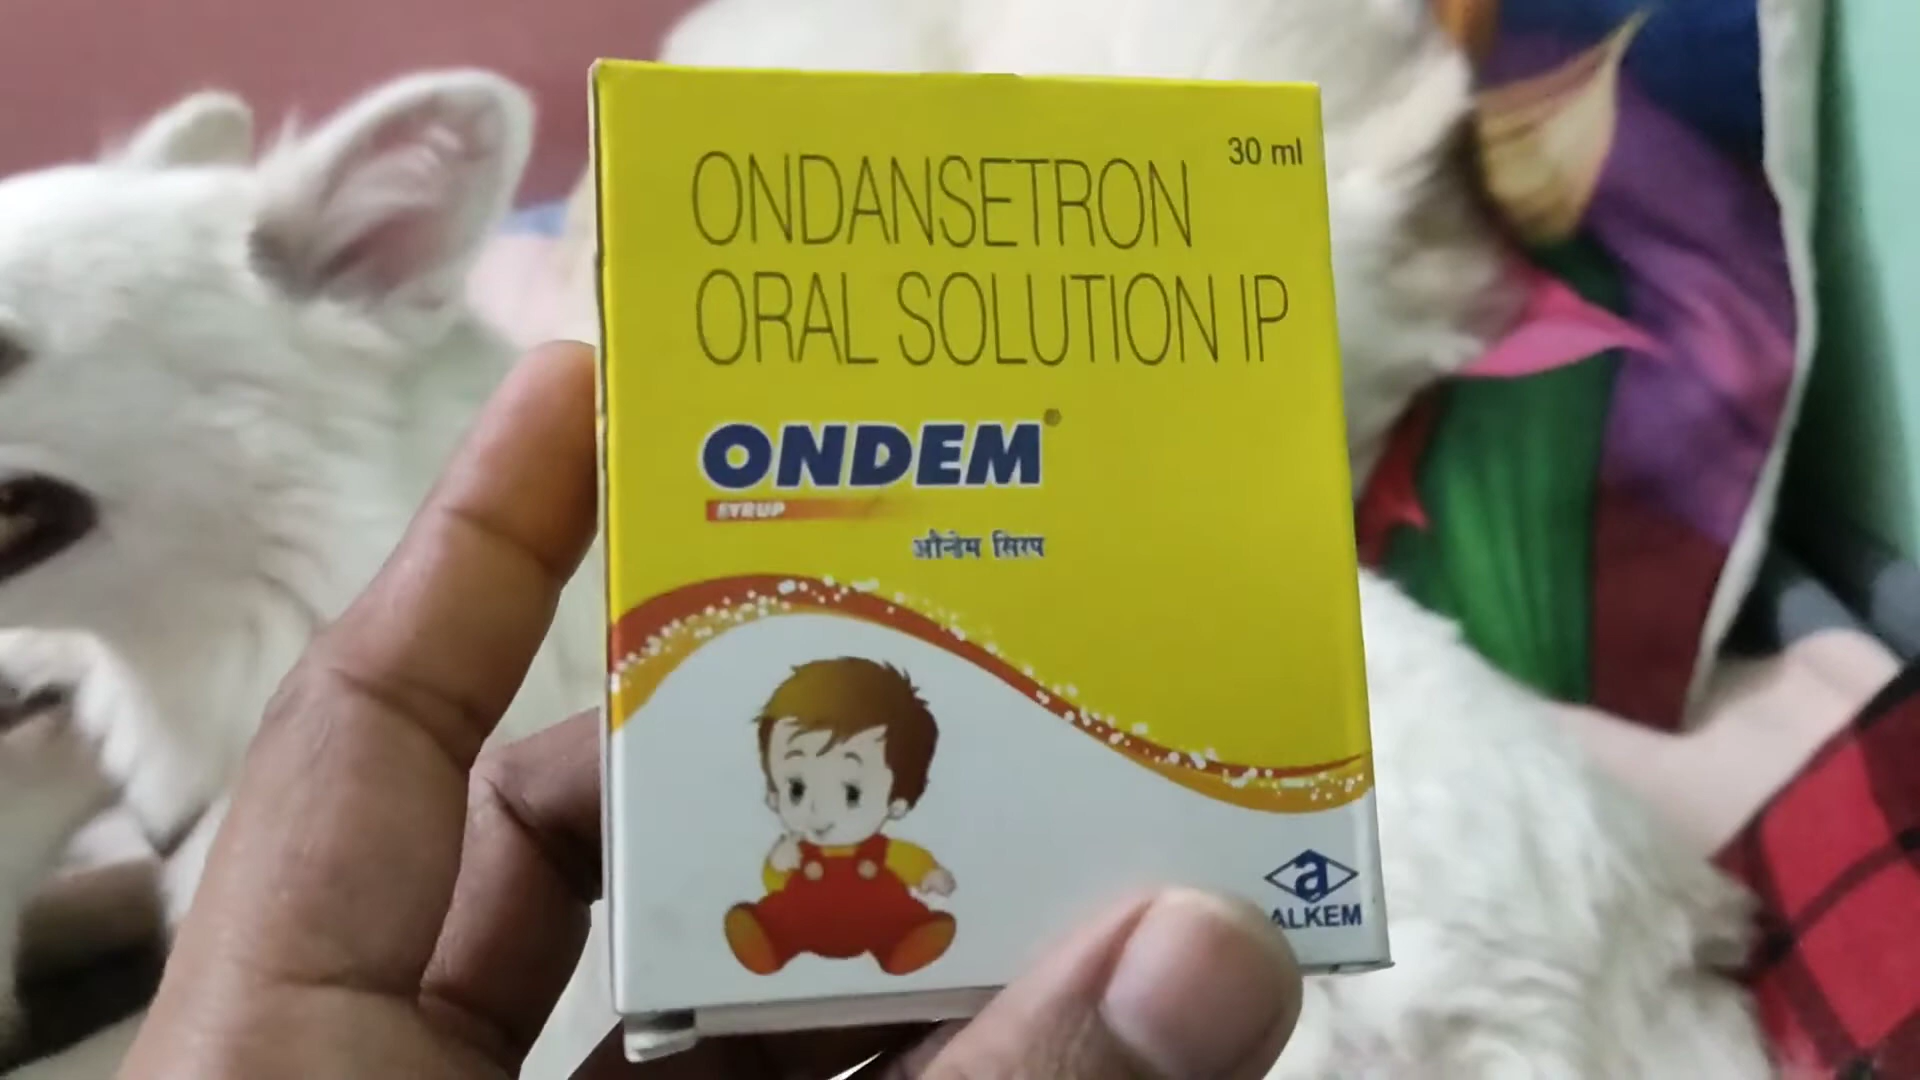 30 ml
ONDANSETRON
ORAL SOLUTION IP
ONDEM®
SYRUP
औन्डेम सिरप
a
ALKEM